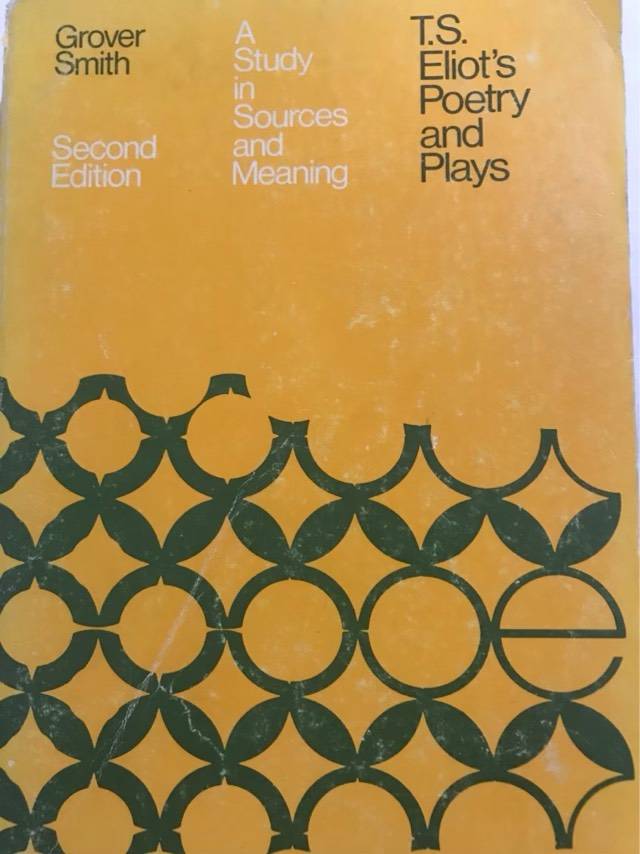 Grover
Smith
Second
Edition
A
Study
in
Sources
and
Meaning
T.S.
Eliot's
Poetry
and
Plays
e